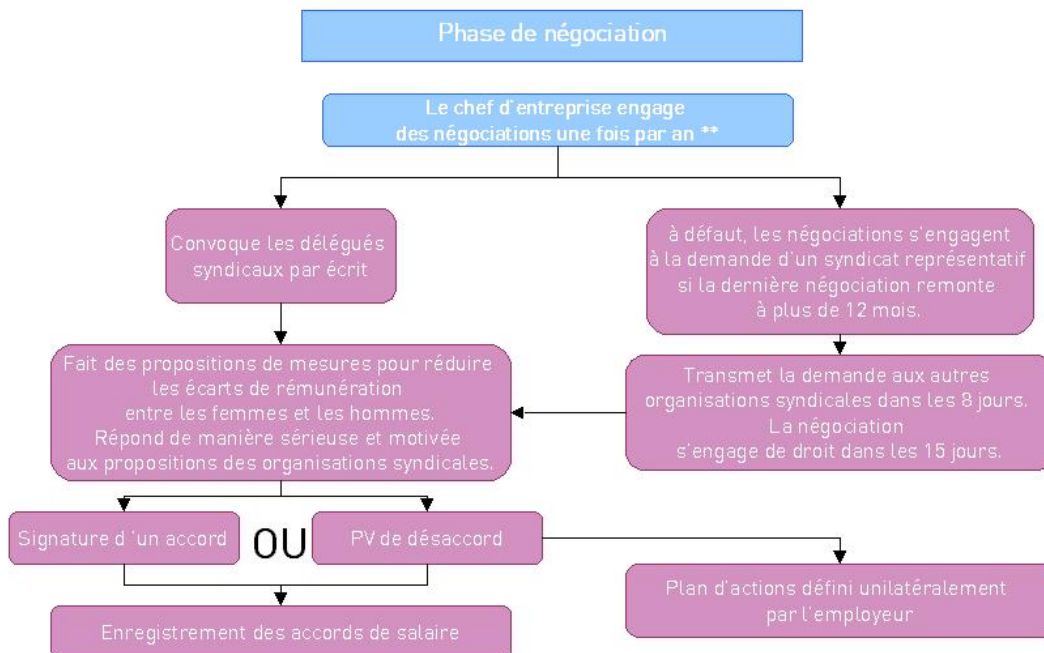 Phase de négociation
Le chef d'entreprise engage
des négociations une fois par an **
Convoque les délégués
syndicaux par écrit
à défaut, les négociations s'engagent
à la demande d'un syndicat représentatif
si la dernière négociation remonte
à plus de 12 mois.
Fait des propositions de mesures pour réduire
les écarts de rémunération
entre les femmes et les hommes.
Répond de manière sérieuse et motivée
aux propositions des organisations syndicales.
Transmet la demande aux autres
organisations syndicales dans les 8 jours.
La négociation
s'engage de droit dans les 15 jours.
Signature d'un accord
OU
PV de désaccord
Plan d'actions défini unilatéralement
par l'employeur
Enregistrement des accords de salaire